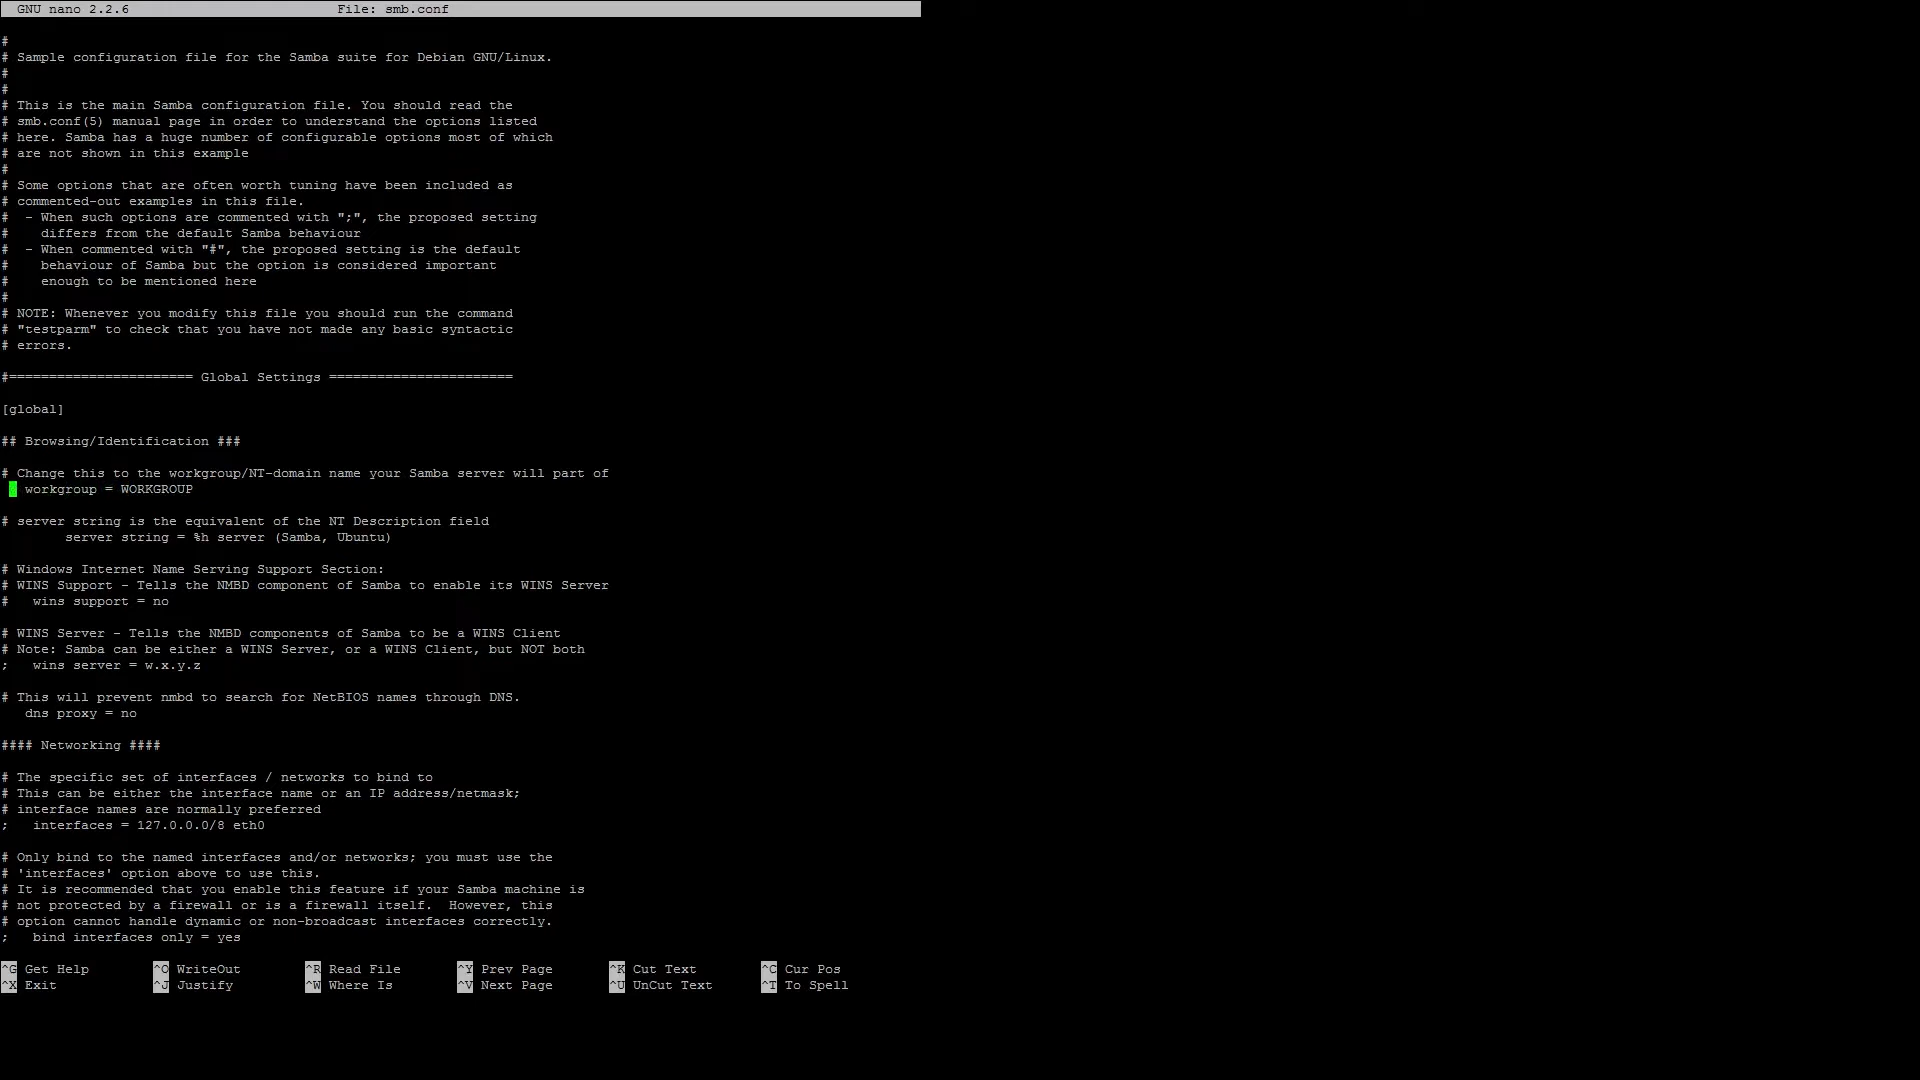 GNU nano 2.2.6 File: smb.conf
#
# Sample configuration file for the Samba suite for Debian GNU/Linux.
#
#
# This is the main Samba configuration file. You should read the
# smb.conf(5) manual page in order to understand the options listed
# here. Samba has a huge number of configurable options most of which
# are not shown in this example
#
# Some options that are often worth tuning have been included as
# commented-out examples in this file.
#  - When such options are commented with ";", the proposed setting
#    differs from the default Samba behaviour
#  - When commented with "#", the proposed setting is the default
#    behaviour of Samba but the option is considered important
#    enough to be mentioned here
#
# NOTE: Whenever you modify this file you should run the command
# "testparm" to check that you have not made any basic syntactic
# errors.
#======================= Global Settings =======================
[global]
## Browsing/Identification ###
# Change this to the workgroup/NT-domain name your Samba server will part of
   workgroup = WORKGROUP
# server string is the equivalent of the NT Description field
        server string = %h server (Samba, Ubuntu)
# Windows Internet Name Serving Support Section:
# WINS Support - Tells the NMBD component of Samba to enable its WINS Server
#   wins support = no
# WINS Server - Tells the NMBD components of Samba to be a WINS Client
# Note: Samba can be either a WINS Server, or a WINS Client, but NOT both
;   wins server = w.x.y.z
# This will prevent nmbd to search for NetBIOS names through DNS.
   dns proxy = no
#### Networking ####
# The specific set of interfaces / networks to bind to
# This can be either the interface name or an IP address/netmask;
# interface names are normally preferred
;   interfaces = 127.0.0.0/8 eth0
# Only bind to the named interfaces and/or networks; you must use the
# 'interfaces' option above to use this.
# It is recommended that you enable this feature if your Samba machine is
# not protected by a firewall or is a firewall itself.  However, this
# option cannot handle dynamic or non-broadcast interfaces correctly.
;   bind interfaces only = yes
^G Get Help ^O WriteOut ^R Read File ^Y Prev Page ^K Cut Text ^C Cur Pos
^X Exit ^J Justify ^W Where Is ^V Next Page ^U UnCut Text ^T To Spell